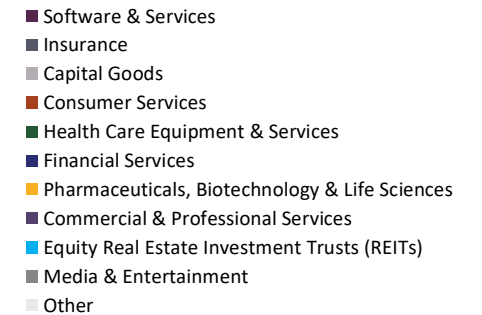 Software & Services
Insurance
Capital Goods
Consumer Services
Health Care Equipment & Services
Financial Services
Pharmaceuticals, Biotechnology & Life Sciences
Commercial & Professional Services
Equity Real Estate Investment Trusts (REITs)
Media & Entertainment
Other